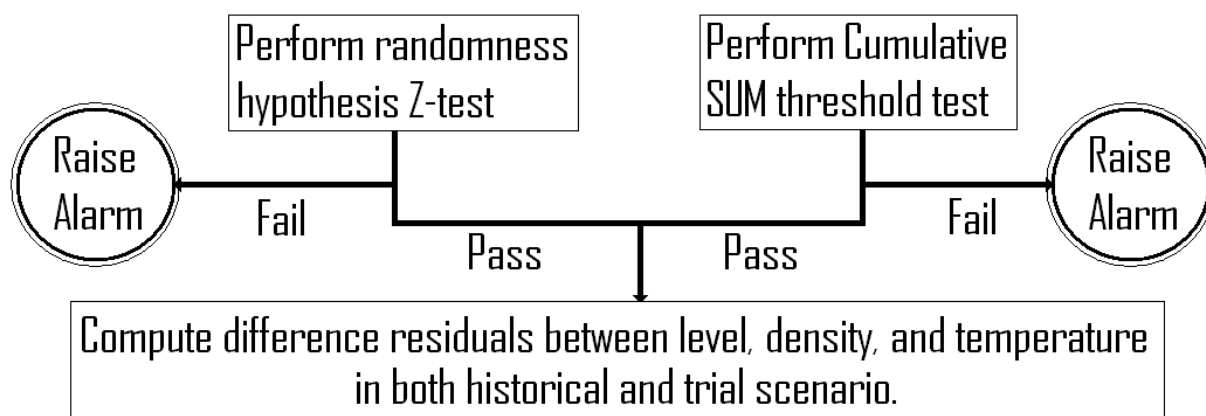 Perform randomness
hypothesis Z-test
Perform Cumulative
SUM threshold test
Raise
Alarm
Raise
Alarm
Fail
Fail
Pass
Pass
Compute difference residuals between level, density, and temperature
in both historical and trial scenario.